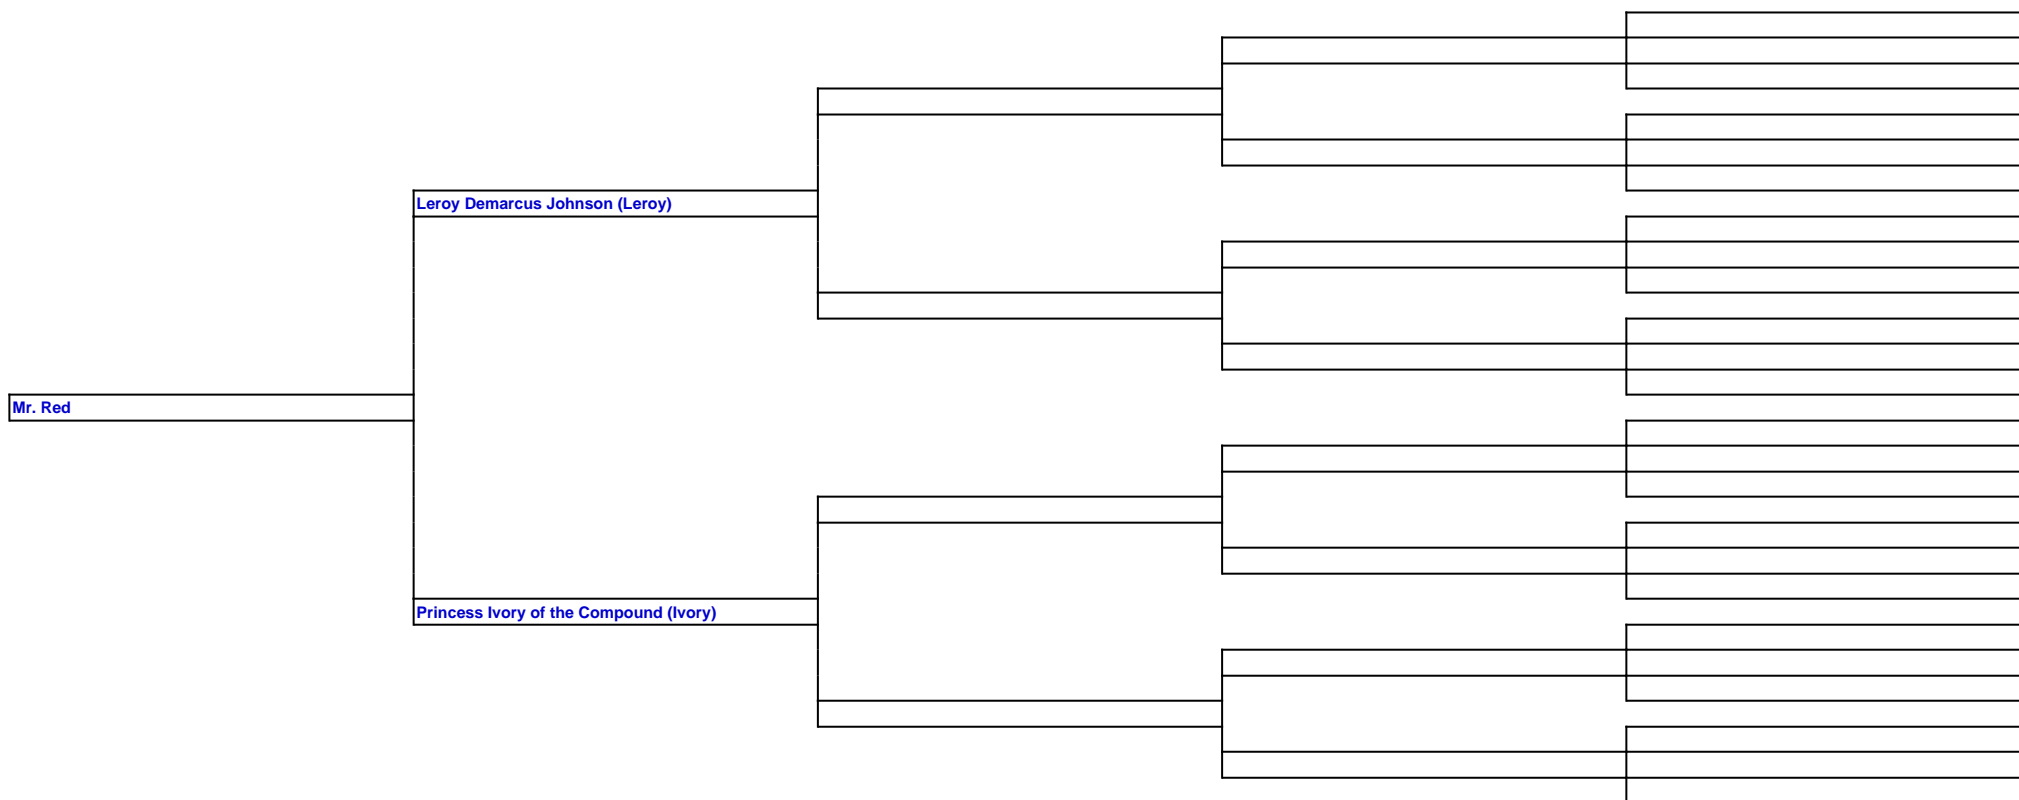 Leroy Demarcus Johnson (Leroy)
Mr. Red
Princess Ivory of the Compound (Ivory)